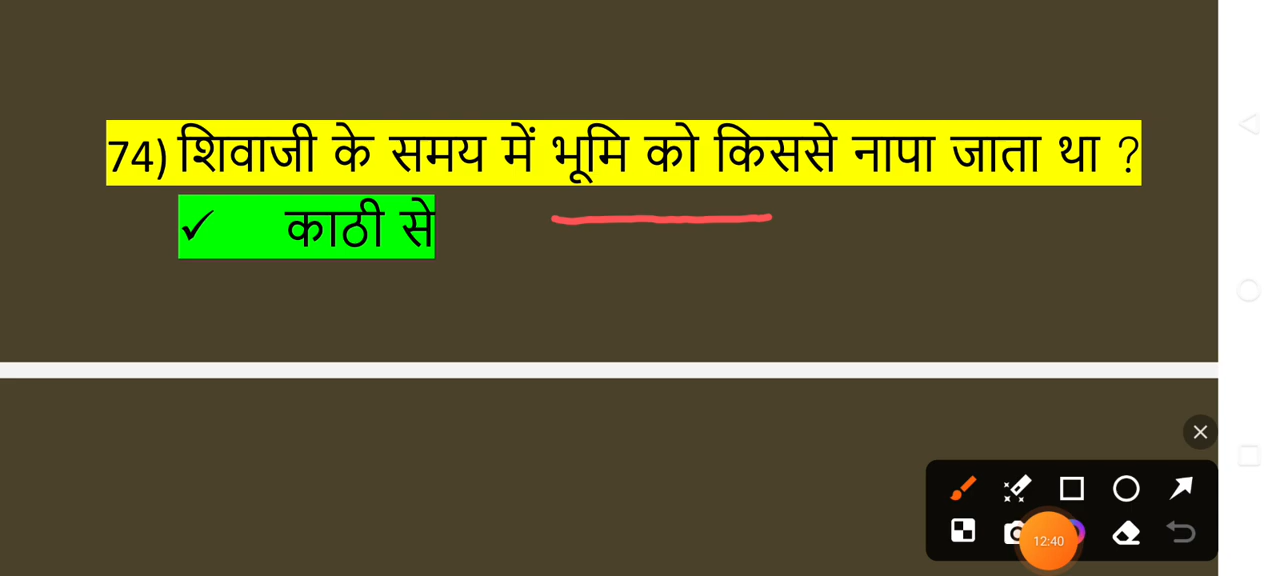 74) शिवाजी के समय में भूमि को किससे नापा जाता था ?
✓ काठी से
12:40